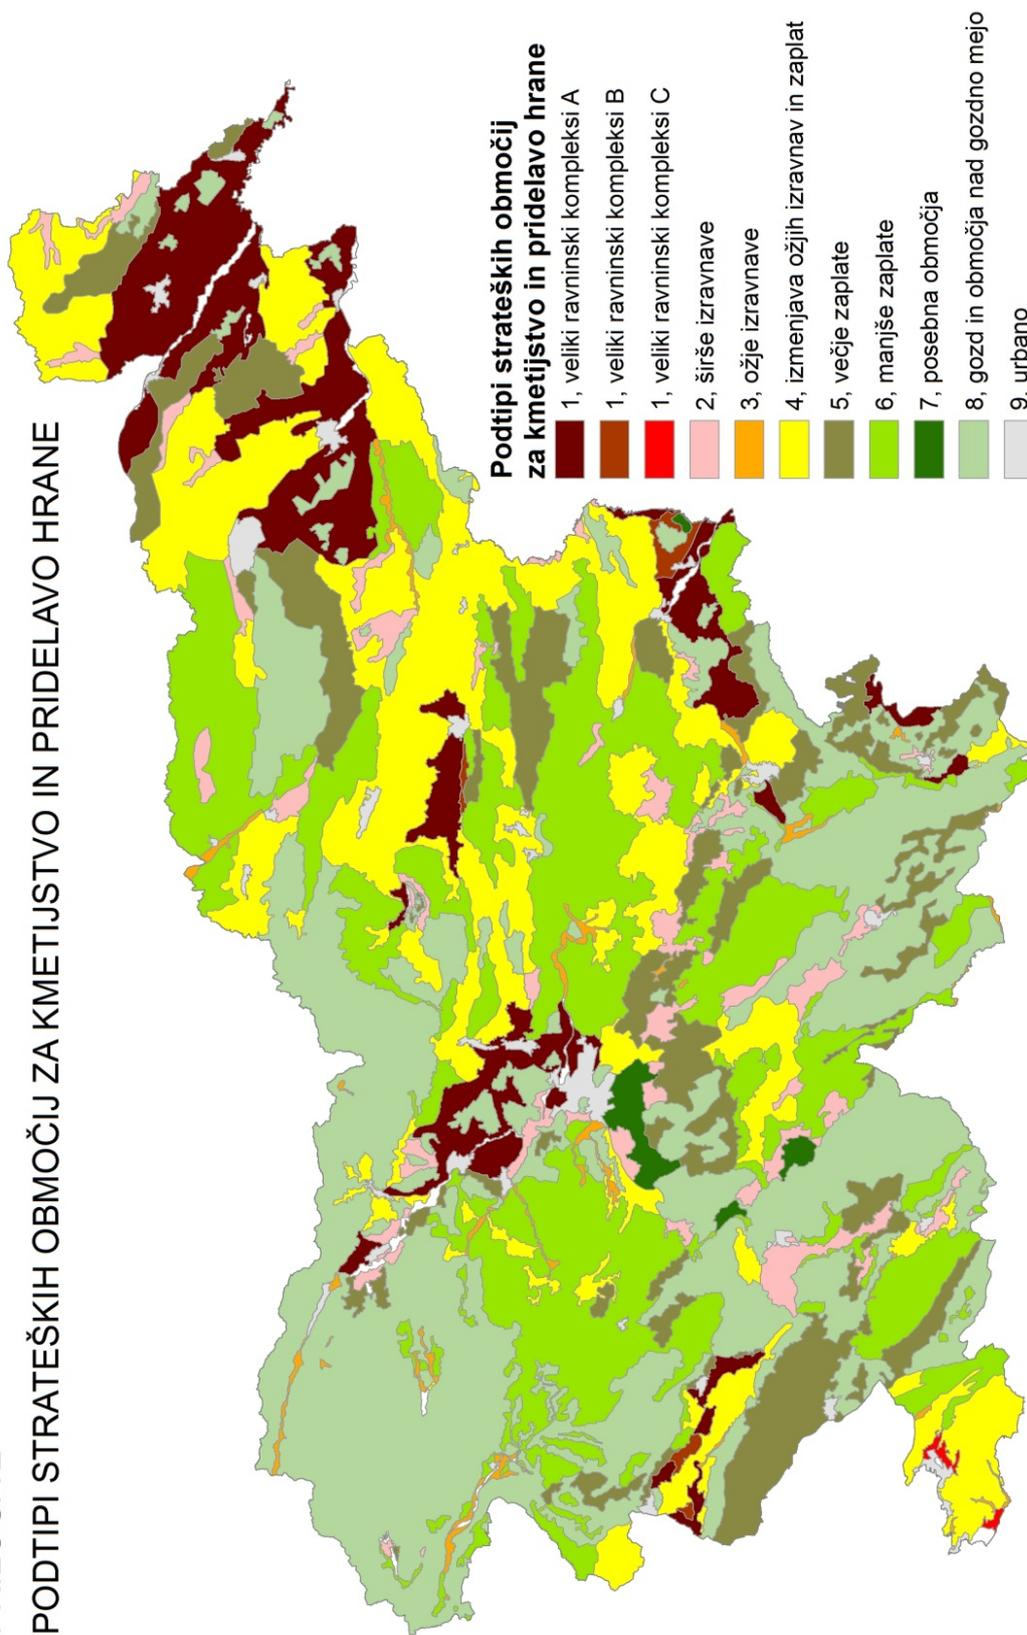 PODTIPI STRATEŠKIH OBMOČIJ ZA KMETIJSTVO IN PRIDELAVO HRANE
Podtipi strateških območij
za kmetijstvo in pridelavo hrane
1, veliki ravninski kompleksi A
1, veliki ravninski kompleksi B
1, veliki ravninski kompleksi C
2, širše izravnave
3, ožje izravnave
4, izmenjava ožjih izravnav in zaplat
5, večje zaplate
6, manjše zaplate
7, posebna območja
8, gozd in območja nad gozdno mejo
9, urbano